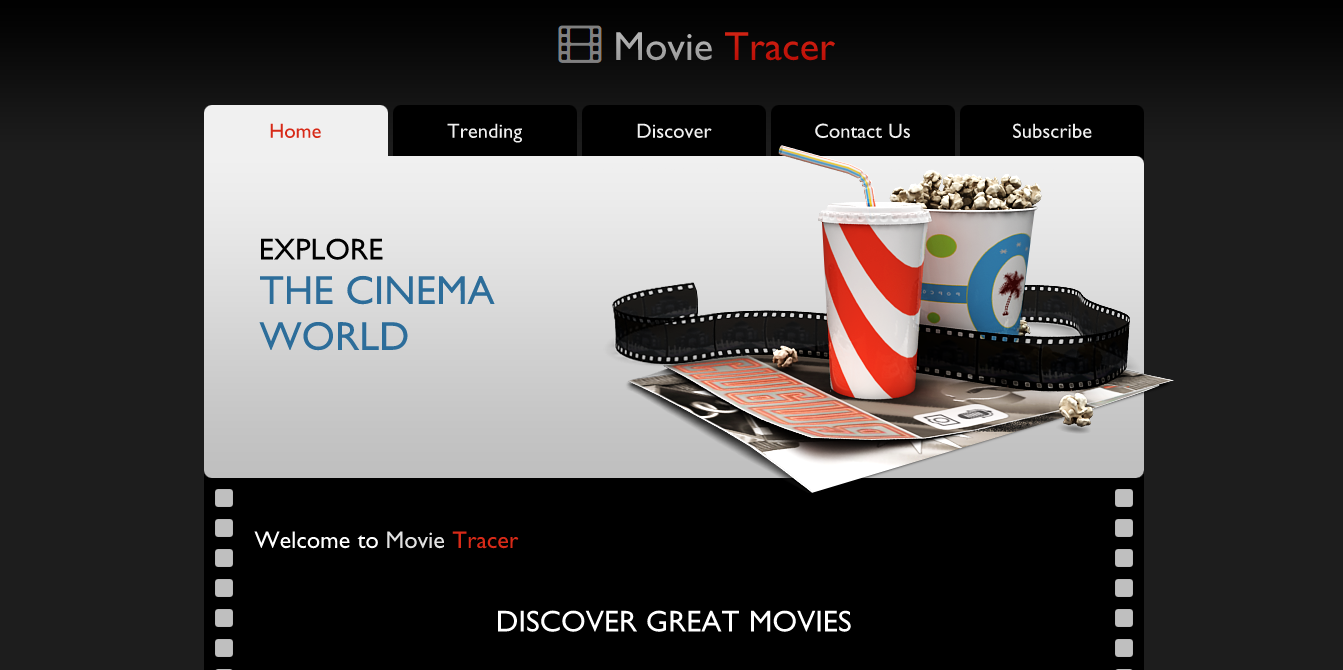 Movie Tracer
Home
Trending
Discover
Contact Us
Subscribe
EXPLORE
THE CINEMA
WORLD
Welcome to Movie Tracer
DISCOVER GREAT MOVIES